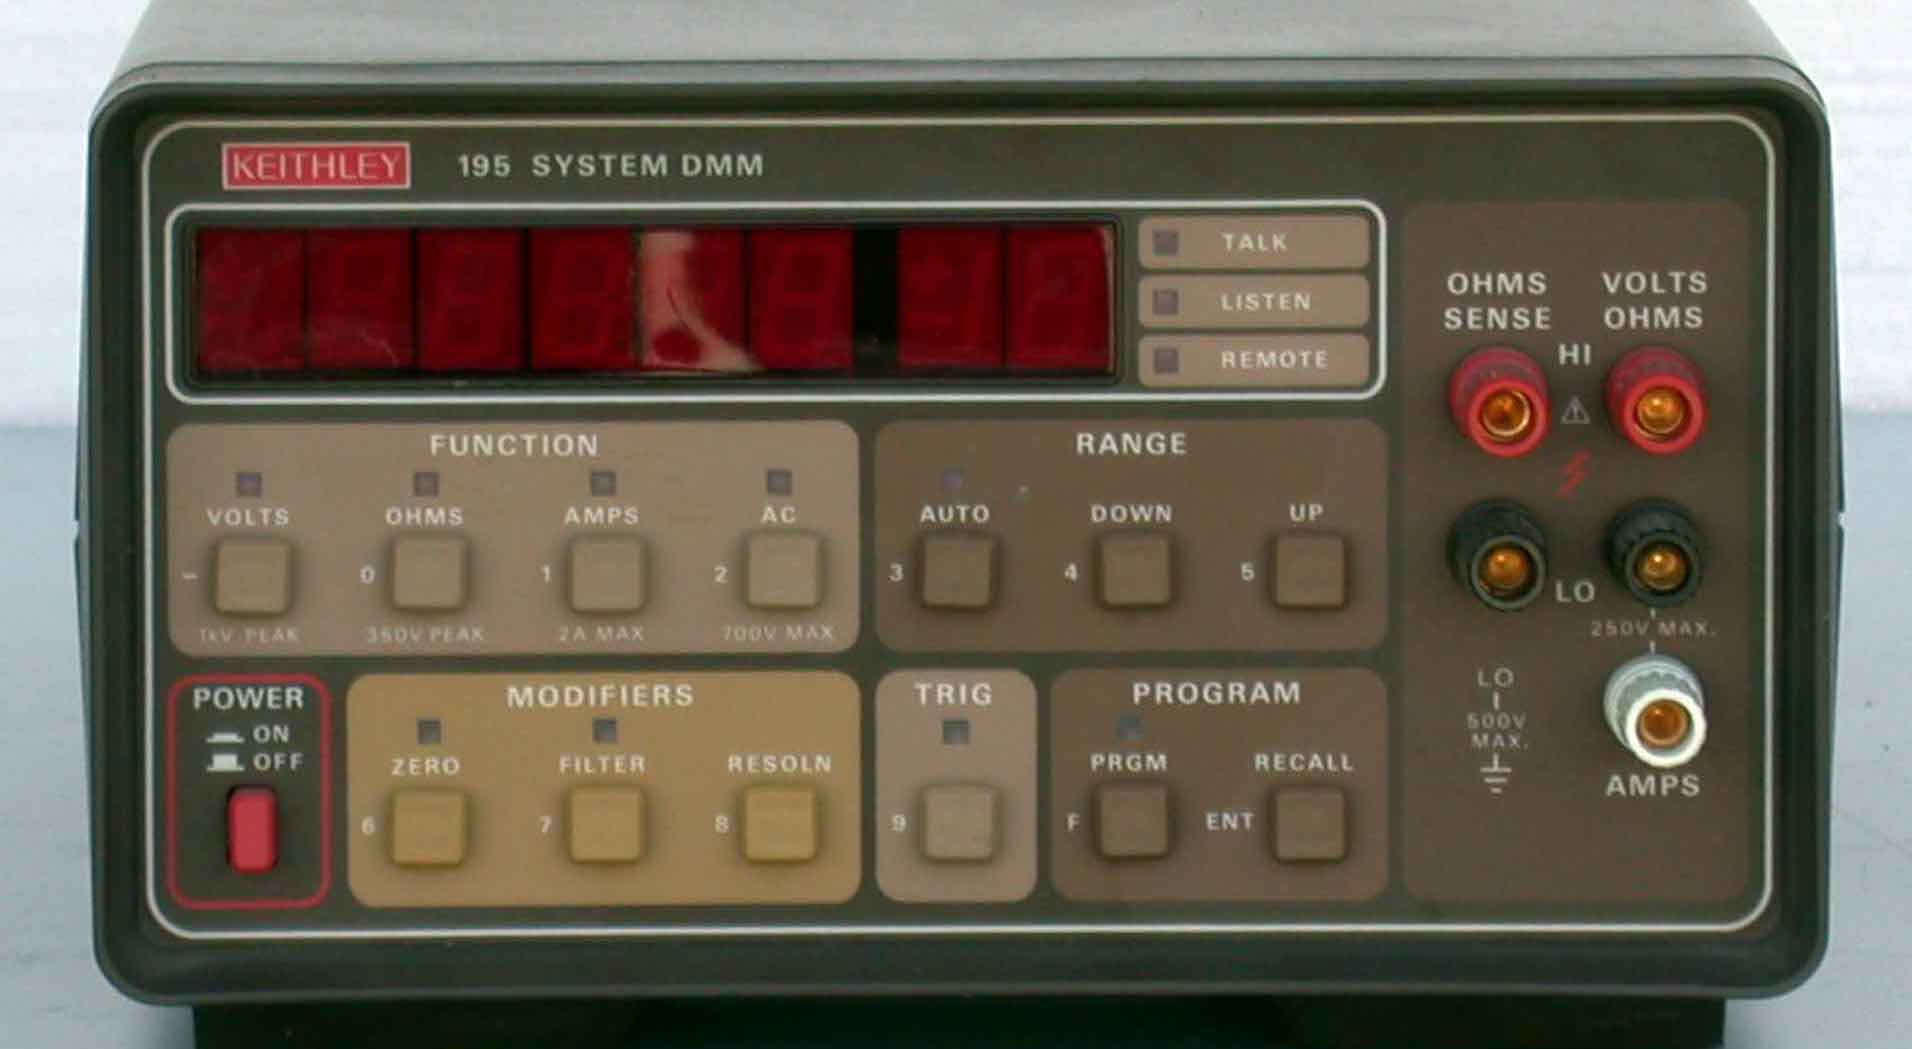 KEITHLEY 195 SYSTEM DMM
TALK
LISTEN
REMOTE
FUNCTION
VOLTS OHMS AMPS AC
– 0 1 2
1kV PEAK 350V PEAK 2A MAX 700V MAX
RANGE
AUTO DOWN UP
3 4 5
POWER
ON
OFF
MODIFIERS
ZERO FILTER RESOLN
6 7 8
TRIG
9
PROGRAM
PRGM RECALL
F ENT
OHMS SENSE
VOLTS OHMS
HI
LO
250V MAX.
LO
500V
MAX.
AMPS